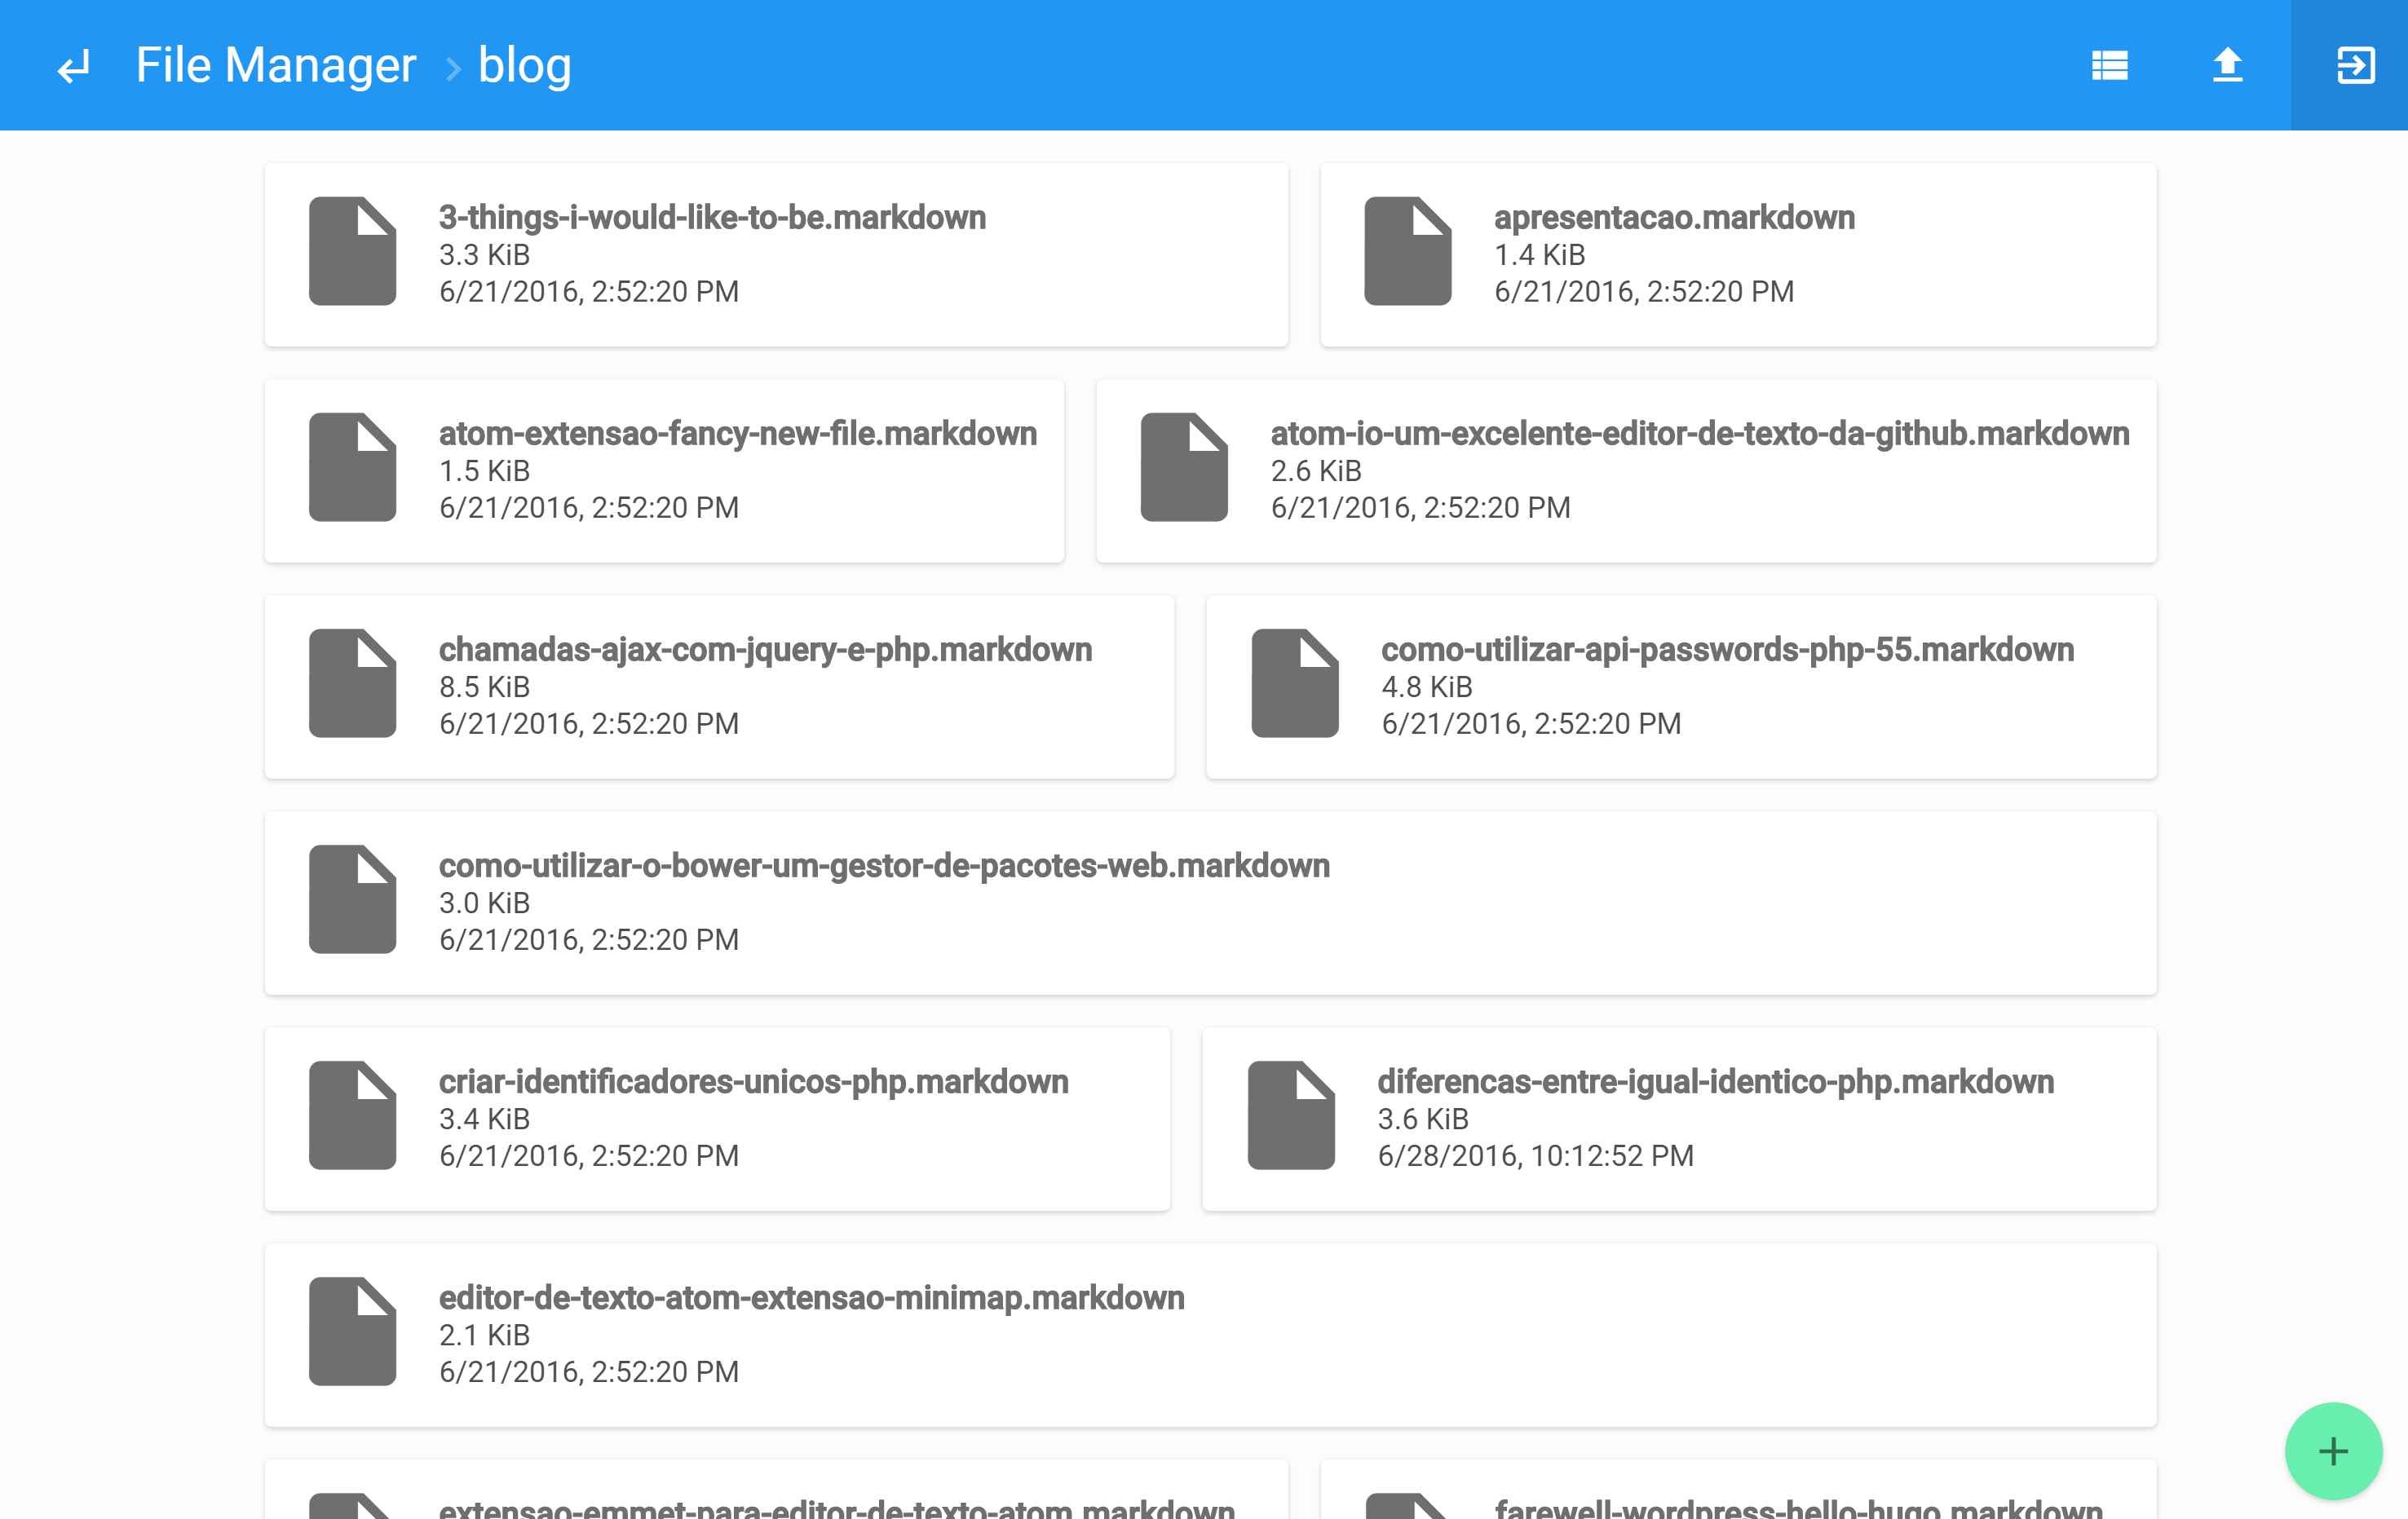 File Manager > blog
3-things-i-would-like-to-be.markdown
3.3 KiB
6/21/2016, 2:52:20 PM
apresentacao.markdown
1.4 KiB
6/21/2016, 2:52:20 PM
atom-extensao-fancy-new-file.markdown
1.5 KiB
6/21/2016, 2:52:20 PM
atom-io-um-excelente-editor-de-texto-da-github.markdown
2.6 KiB
6/21/2016, 2:52:20 PM
chamadas-ajax-com-jquery-e-php.markdown
8.5 KiB
6/21/2016, 2:52:20 PM
como-utilizar-api-passwords-php-55.markdown
4.8 KiB
6/21/2016, 2:52:20 PM
como-utilizar-o-bower-um-gestor-de-pacotes-web.markdown
3.0 KiB
6/21/2016, 2:52:20 PM
criar-identificadores-unicos-php.markdown
3.4 KiB
6/21/2016, 2:52:20 PM
diferencas-entre-igual-identico-php.markdown
3.6 KiB
6/28/2016, 10:12:52 PM
editor-de-texto-atom-extensao-minimap.markdown
2.1 KiB
6/21/2016, 2:52:20 PM
extensao-emmet-para-editor-de-texto-atom.markdown
farewell-wordpress-hello-hugo.markdown